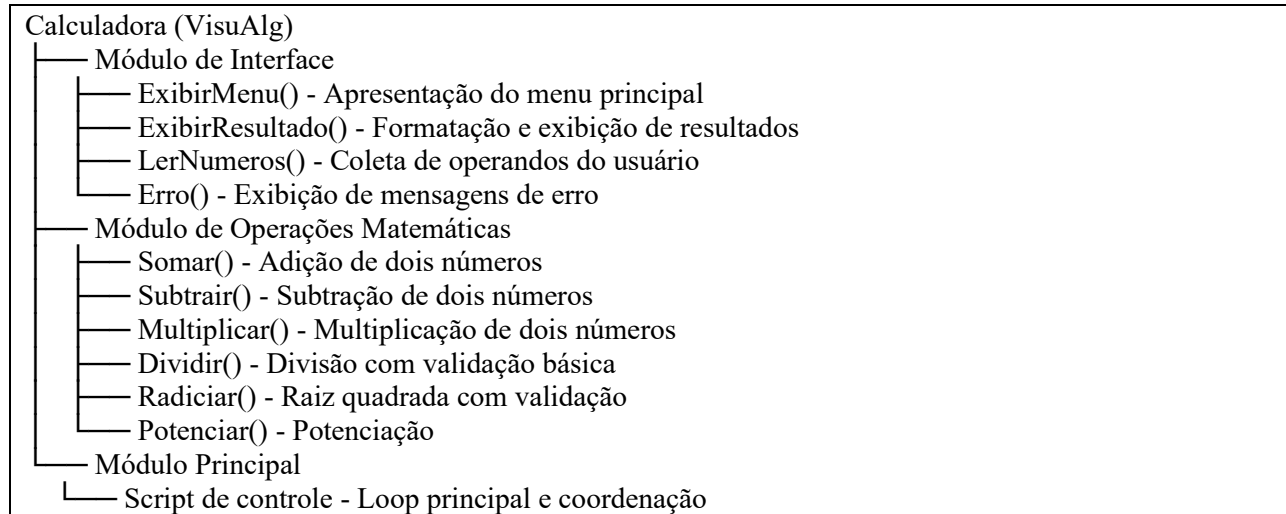 Calculadora (VisuAlg)
├── Módulo de Interface
│ ├── ExibirMenu() - Apresentação do menu principal
│ ├── ExibirResultado() - Formatação e exibição de resultados
│ ├── LerNumeros() - Coleta de operandos do usuário
│ └── Erro() - Exibição de mensagens de erro
├── Módulo de Operações Matemáticas
│ ├── Somar() - Adição de dois números
│ ├── Subtrair() - Subtração de dois números
│ ├── Multiplicar() - Multiplicação de dois números
│ ├── Dividir() - Divisão com validação básica
│ ├── Radiciar() - Raiz quadrada com validação
│ └── Potenciar() - Potenciação
└── Módulo Principal
└── Script de controle - Loop principal e coordenação